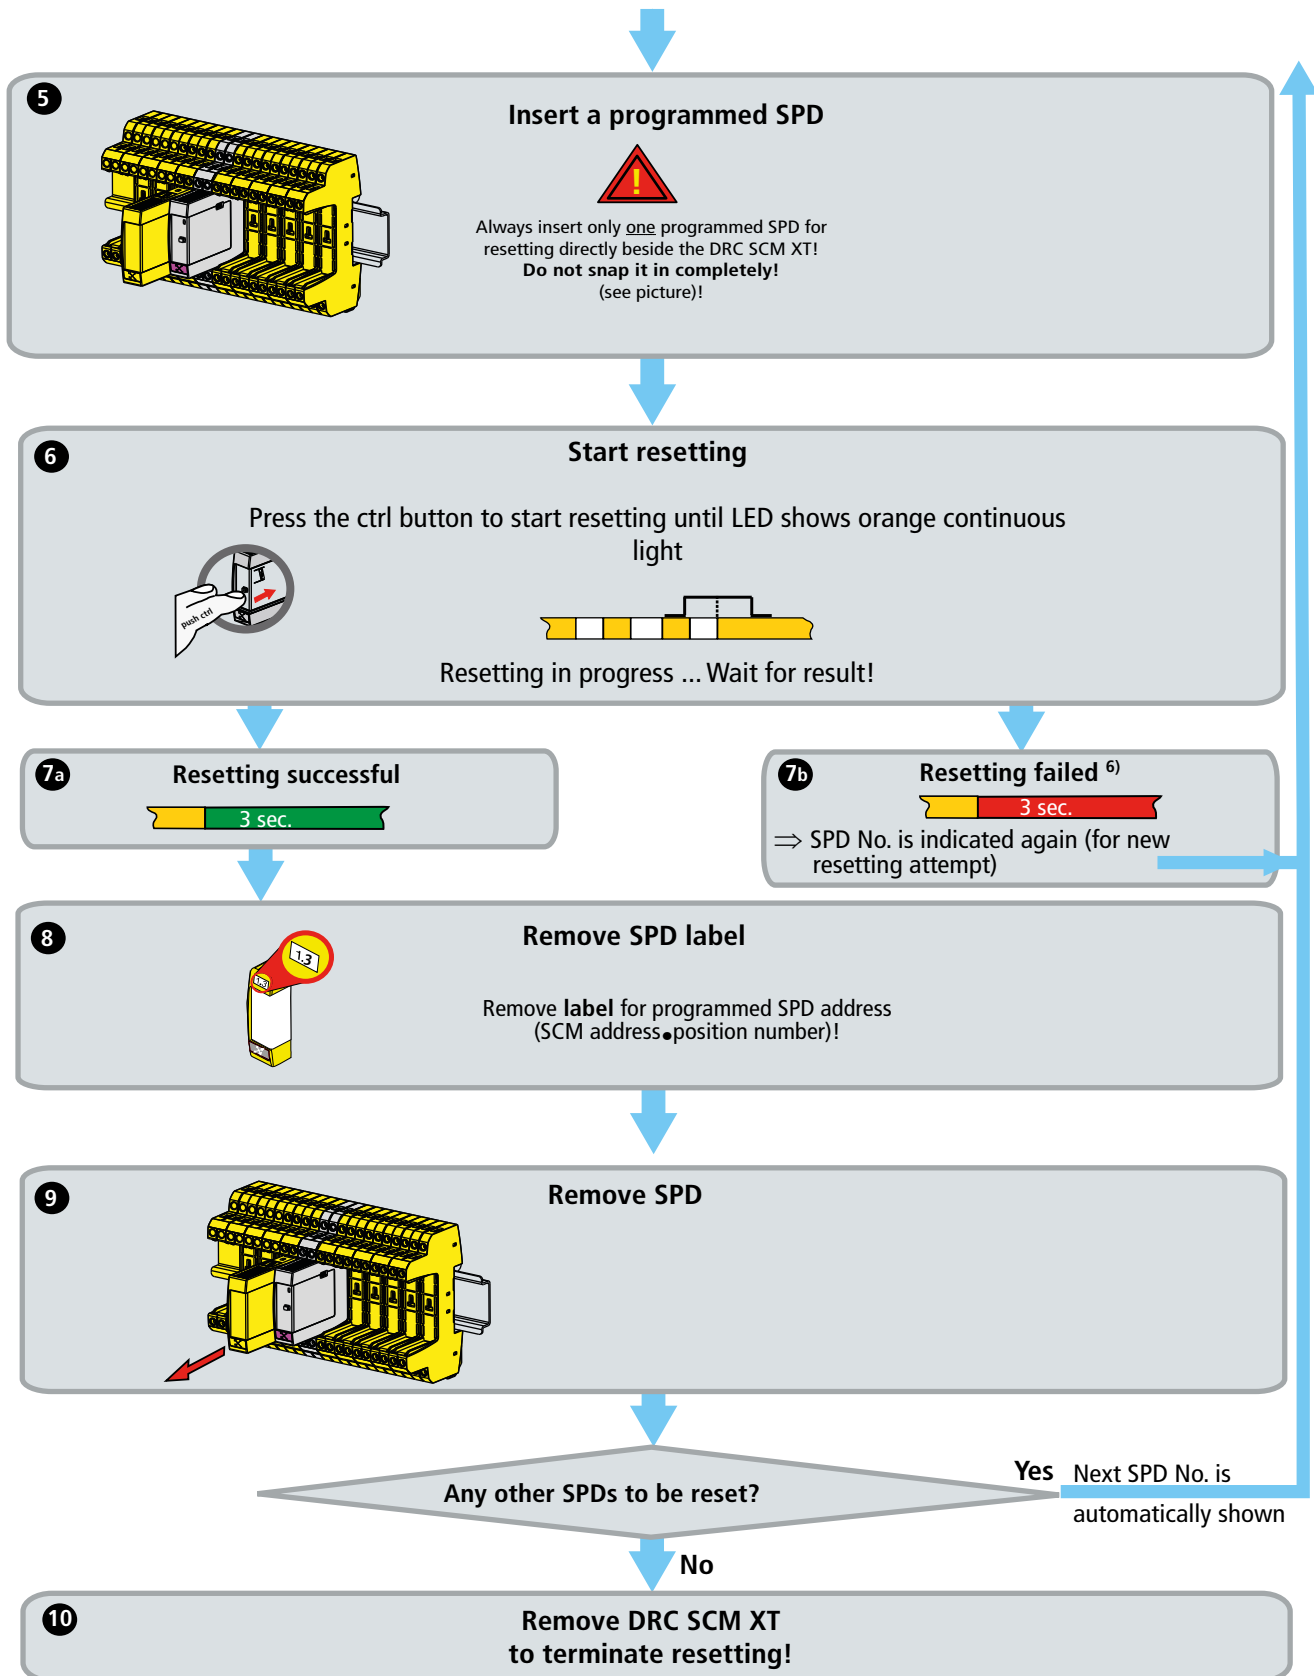 5
Insert a programmed SPD
!
Always insert only one programmed SPD for
resetting directly beside the DRC SCM XT!
Do not snap it in completely!
(see picture)!
6
Start resetting
Press the ctrl button to start resetting until LED shows orange continuous
light
push ctrl
Resetting in progress ... Wait for result!
7a
Resetting successful
3 sec.
7b
Resetting failed 6)
3 sec.
⇒ SPD No. is indicated again (for new
resetting attempt)
8
Remove SPD label
1.3
1.3
Remove label for programmed SPD address
(SCM address•position number)!
9
Remove SPD
Any other SPDs to be reset?
Yes
Next SPD No. is
automatically shown
No
10
Remove DRC SCM XT
to terminate resetting!